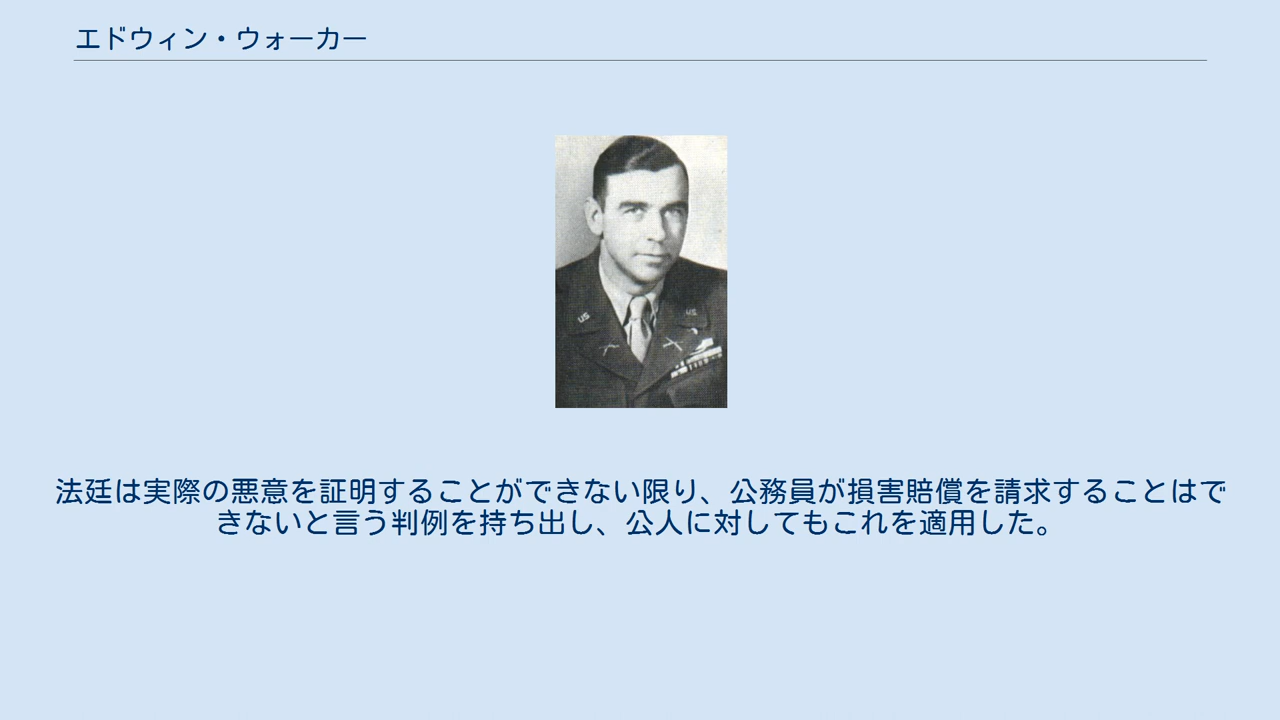 エドウィン・ウォーカー
US
US
法廷は実際の悪意を証明することができない限り、公務員が損害賠償を請求することはで
きないと言う判例を持ち出し、公人に対してもこれを適用した。